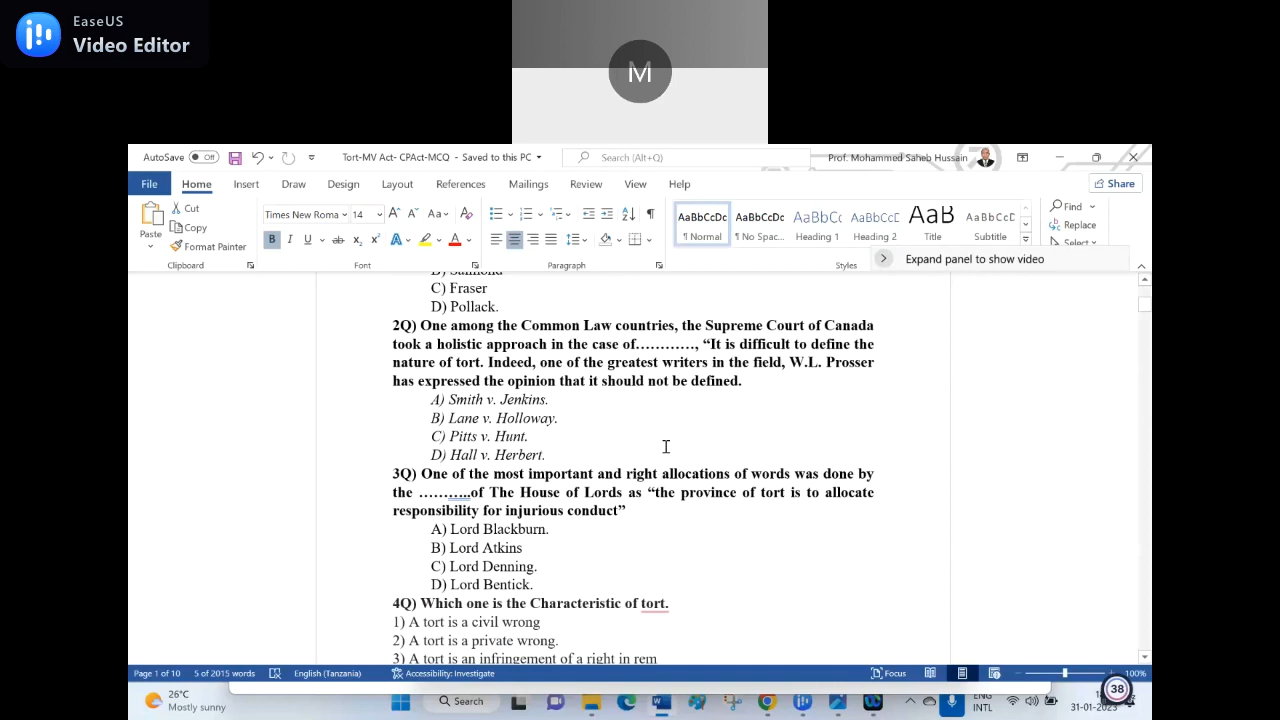 EaseUS
Video Editor
M
AutoSave Off Tort-MV Act- CPAct-MCQ - Saved to this PC Search (Alt+Q) Prof. Mohammed Saheb Hussain
File Home Insert Draw Design Layout References Mailings Review View Help Share
Paste Cut Copy Format Painter Times New Roma 14 AaBbCcDc AaBbCcDc AaBbC AaBbCcD AaB AaBbCcD Find Replace Select
¶ Normal ¶ No Spac... Heading 1 Heading 2 Title Subtitle
Clipboard Font Paragraph Styles
Expand panel to show video
C) Fraser
D) Pollack.
2Q) One among the Common Law countries, the Supreme Court of Canada
took a holistic approach in the case of…………, “It is difficult to define the
nature of tort. Indeed, one of the greatest writers in the field, W.L. Prosser
has expressed the opinion that it should not be defined.
A) Smith v. Jenkins.
B) Lane v. Holloway.
C) Pitts v. Hunt.
D) Hall v. Herbert.
3Q) One of the most important and right allocations of words was done by
the ………..of The House of Lords as “the province of tort is to allocate
responsibility for injurious conduct”
A) Lord Blackburn.
B) Lord Atkins
C) Lord Denning.
D) Lord Bentick.
4Q) Which one is the Characteristic of tort.
1) A tort is a civil wrong
2) A tort is a private wrong.
3) A tort is an infringement of a right in rem
Page 1 of 10 5 of 2015 words English (Tanzania) Accessibility: Investigate Focus 100%
26°C
Mostly sunny
Search
ENG
INTL
31-01-2023
38